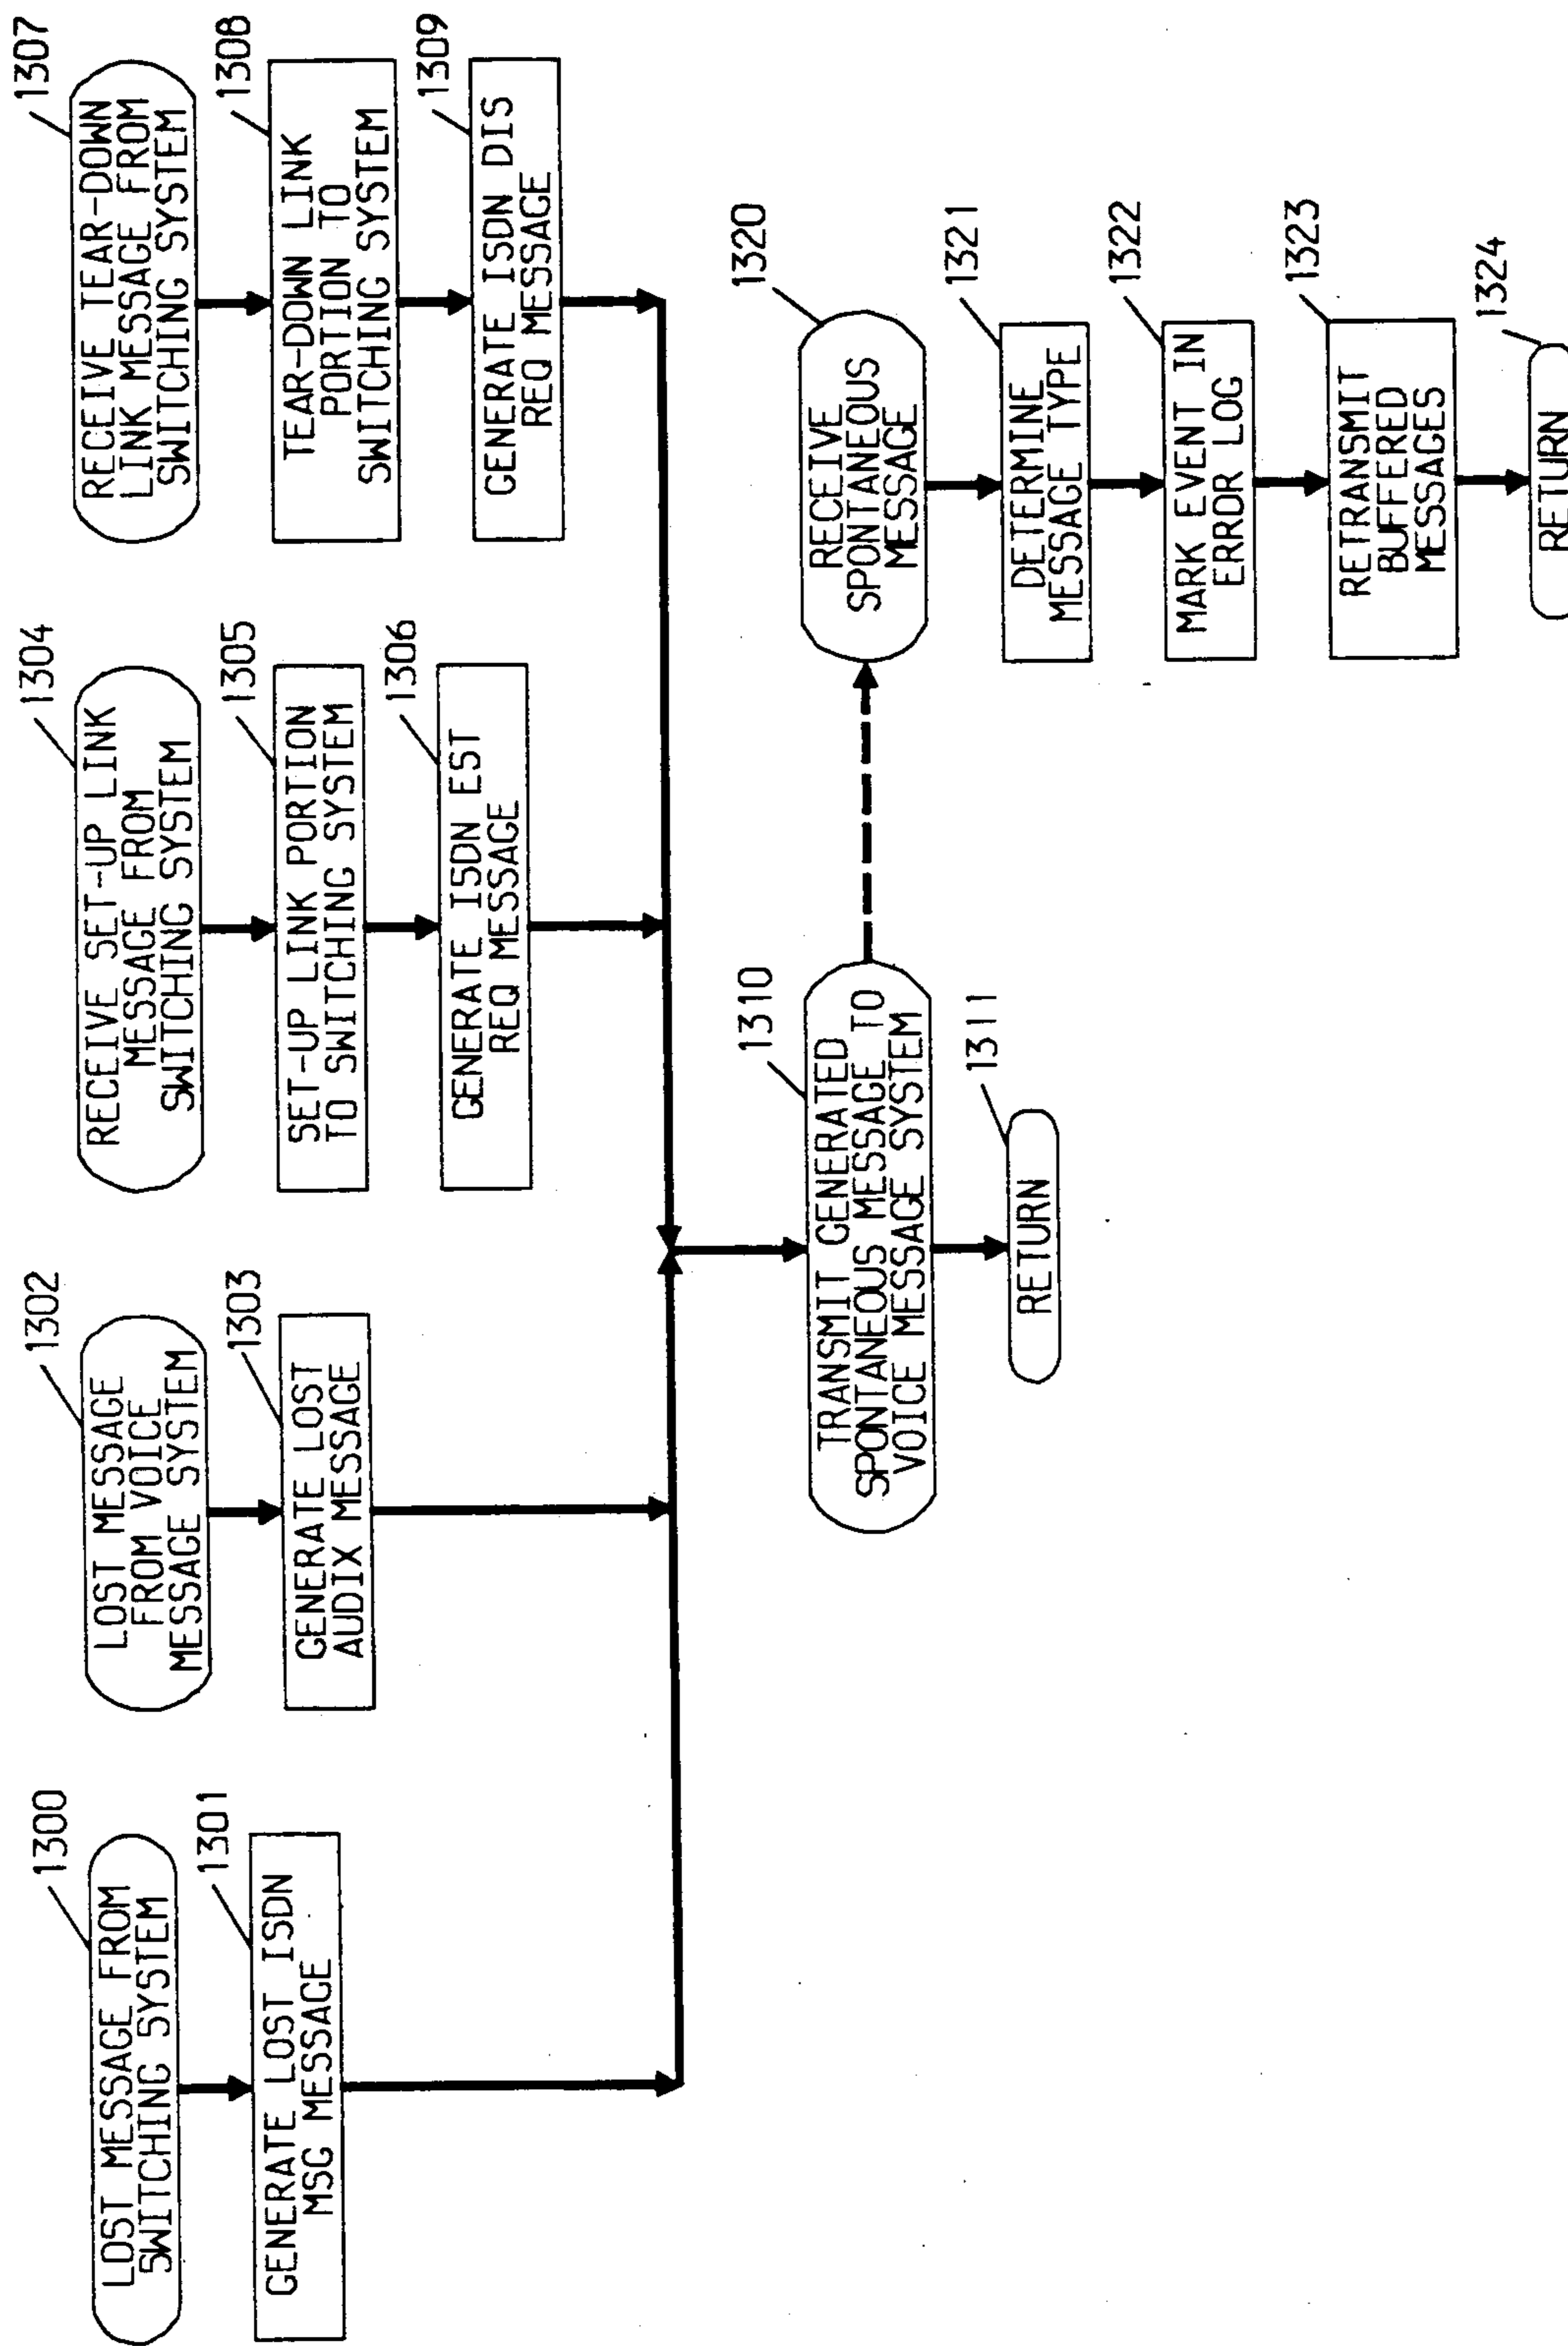 1300
LOST MESSAGE FROM
SWITCHING SYSTEM
1301
GENERATE LOST ISDN
MSG MESSAGE
1302
LOST MESSAGE
FROM VOICE
MESSAGE SYSTEM
1303
GENERATE LOST
AUDIX MESSAGE
1304
RECEIVE SET-UP LINK
MESSAGE FROM
SWITCHING SYSTEM
1305
SET-UP LINK PORTION
TO SWITCHING SYSTEM
1306
GENERATE ISDN EST
REQ MESSAGE
1307
RECEIVE TEAR-DOWN
LINK MESSAGE FROM
SWITCHING SYSTEM
1308
TEAR-DOWN LINK
PORTION TO
SWITCHING SYSTEM
1309
GENERATE ISDN DIS
REQ MESSAGE
1310
TRANSMIT GENERATED
SPONTANEOUS MESSAGE TO
VOICE MESSAGE SYSTEM
1311
RETURN
1320
RECEIVE
SPONTANEOUS
MESSAGE
1321
DETERMINE
MESSAGE TYPE
1322
MARK EVENT IN
ERROR LOG
1323
RETRANSMIT
BUFFERED
MESSAGES
1324
RETURN